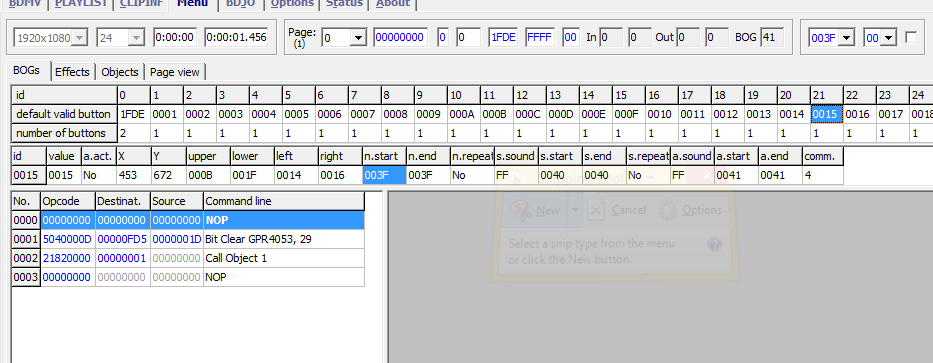 BDMV PLAYLIST CLIPINF Menu BDJO Options Status About
1920x1080 24 0:00:00 0:00:01.456 Page: (1) 0 00000000 0 0 1FDE FFFF 00 In 0 0 Out 0 0 BOG 41 003F 00
BOGs Effects Objects Page view
id 0 1 2 3 4 5 6 7 8 9 10 11 12 13 14 15 16 17 18 19 20 21 22 23 24
default valid button 1FDE 0001 0002 0003 0004 0005 0006 0007 0008 0009 000A 000B 000C 000D 000E 000F 0010 0011 0012 0013 0014 0015 0016 0017 0018
number of buttons 2 1 1 1 1 1 1 1 1 1 1 1 1 1 1 1 1 1 1 1 1 1 1 1 1
id value a.act. X Y upper lower left right n.start n.end n.repeat s.sound s.start s.end s.repeat a.sound a.start a.end comm.
0015 0015 No 453 672 000B 001F 0014 0016 003F 003F No FF 0040 0040 No FF 0041 0041 4
No. Opcode Destinat. Source Command line
0000 00000000 00000000 00000000 NOP
0001 5040000D 00000FD5 0000001D Bit Clear GPR4053, 29
0002 21820000 00000001 00000000 Call Object 1
0003 00000000 00000000 00000000 NOP
New Cancel Options
Select a snip type from the menu
or click the New button.